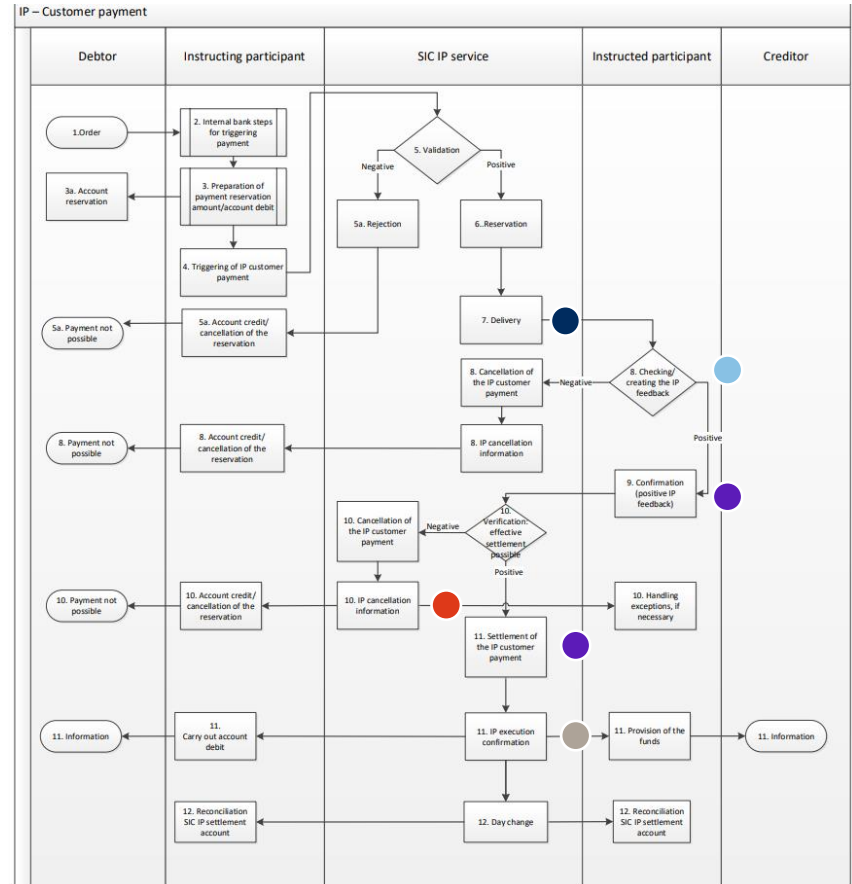 IP – Customer payment
Debtor
Instructing participant
SIC IP service
Instructed participant
Creditor
1.Order
2. Internal bank steps
for triggering
payment
5. Validation
Negative
Positive
3a. Account
reservation
3. Preparation of
payment reservation
amount/account debit
5a. Rejection
6..Reservation
4. Triggering of IP customer
payment
7. Delivery
5a. Payment not
possible
5a. Account credit/
cancellation of the
reservation
8. Cancellation of
the IP customer
payment
Negative
8. Checking/
creating the IP
feedback
Positive
8. Payment not
possible
8. Account credit/
cancellation of the
reservation
8. IP cancellation
information
9. Confirmation
(positive IP
feedback)
10. Cancellation of
the IP customer
payment
Negative
10.
Verification:
effective
settlement
possible
Positive
10. Payment not
possible
10. Account credit/
cancellation of the
reservation
10. IP cancellation
information
10. Handling
exceptions, if
necessary
11. Settlement of
the IP customer
payment
11. Information
11.
Carry out account
debit
11. IP execution
confirmation
11. Provision of the
funds
11. Information
12. Reconciliation
SIC IP settlement
account
12. Day change
12. Reconciliation
SIC IP settlement
account